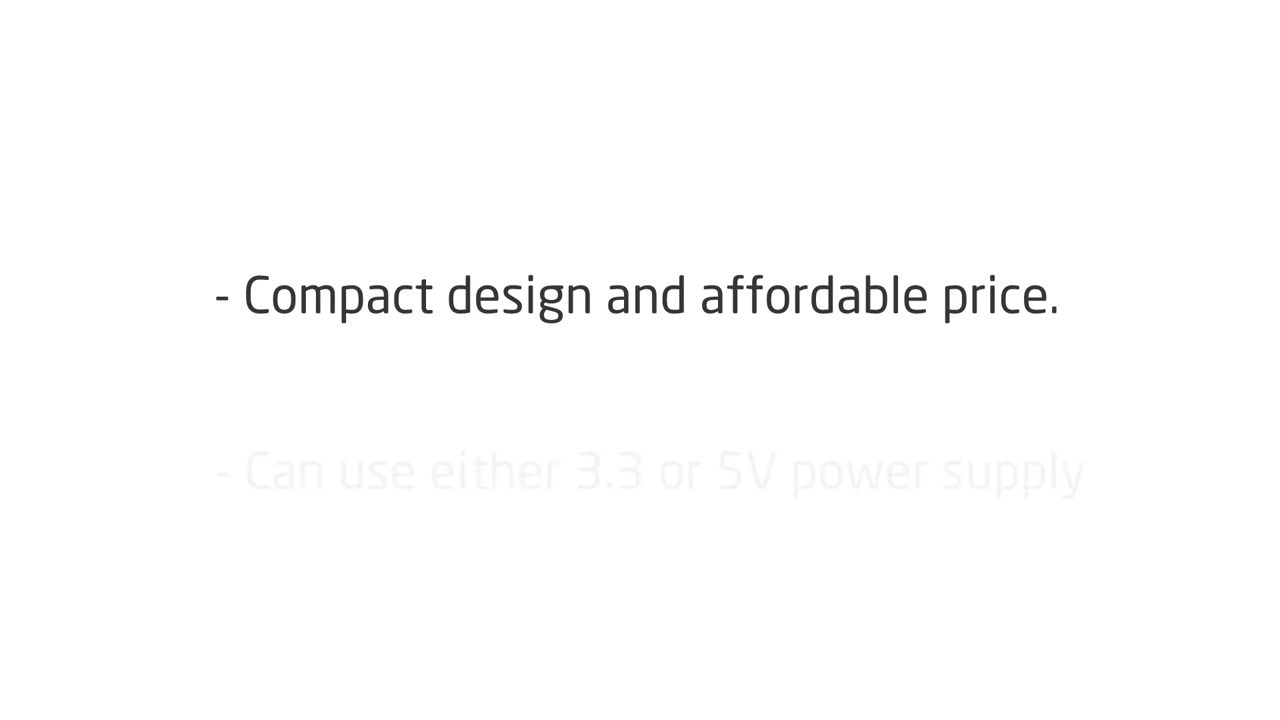 - Compact design and affordable price.
- Can use either 3.3 or 5V power supply